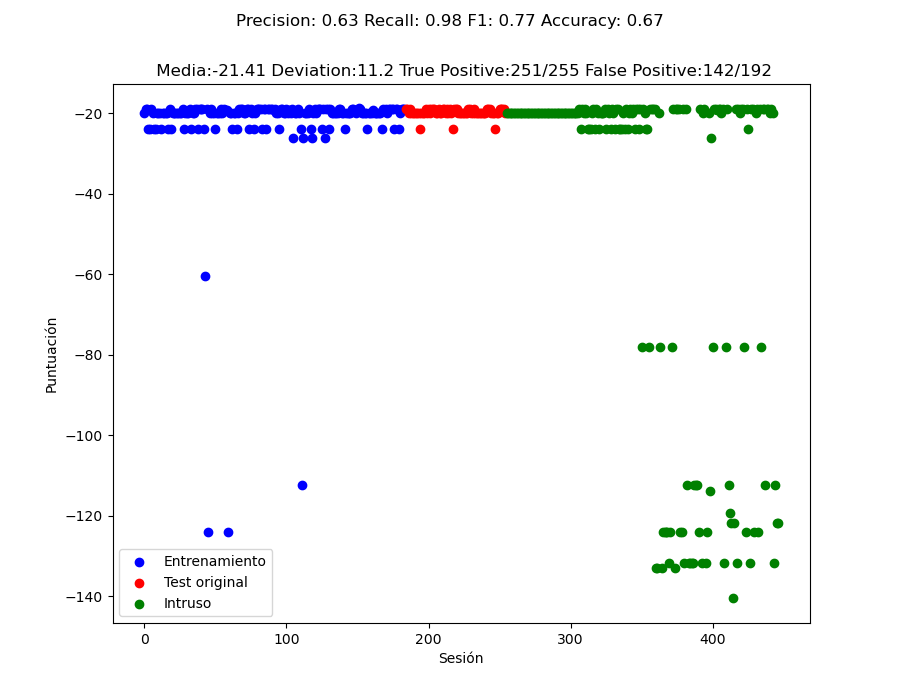 Precision: 0.63 Recall: 0.98 F1: 0.77 Accuracy: 0.67
Media:-21.41 Deviation:11.2 True Positive:251/255 False Positive:142/192
−20
−40
−60
−80
−100
−120
−140
Puntuación
Entrenamiento
Test original
Intruso
0
100
200
300
400
Sesión